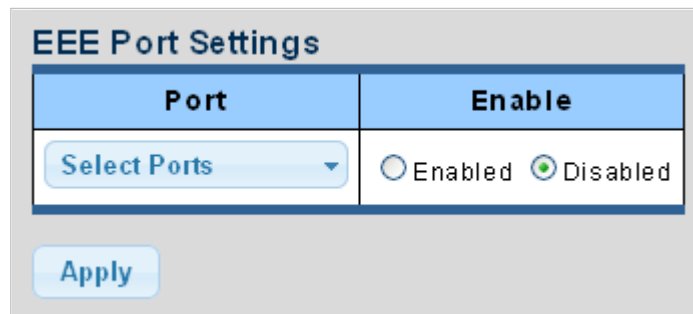 EEE Port Settings
Port Enable
Select Ports Enabled Disabled
Apply